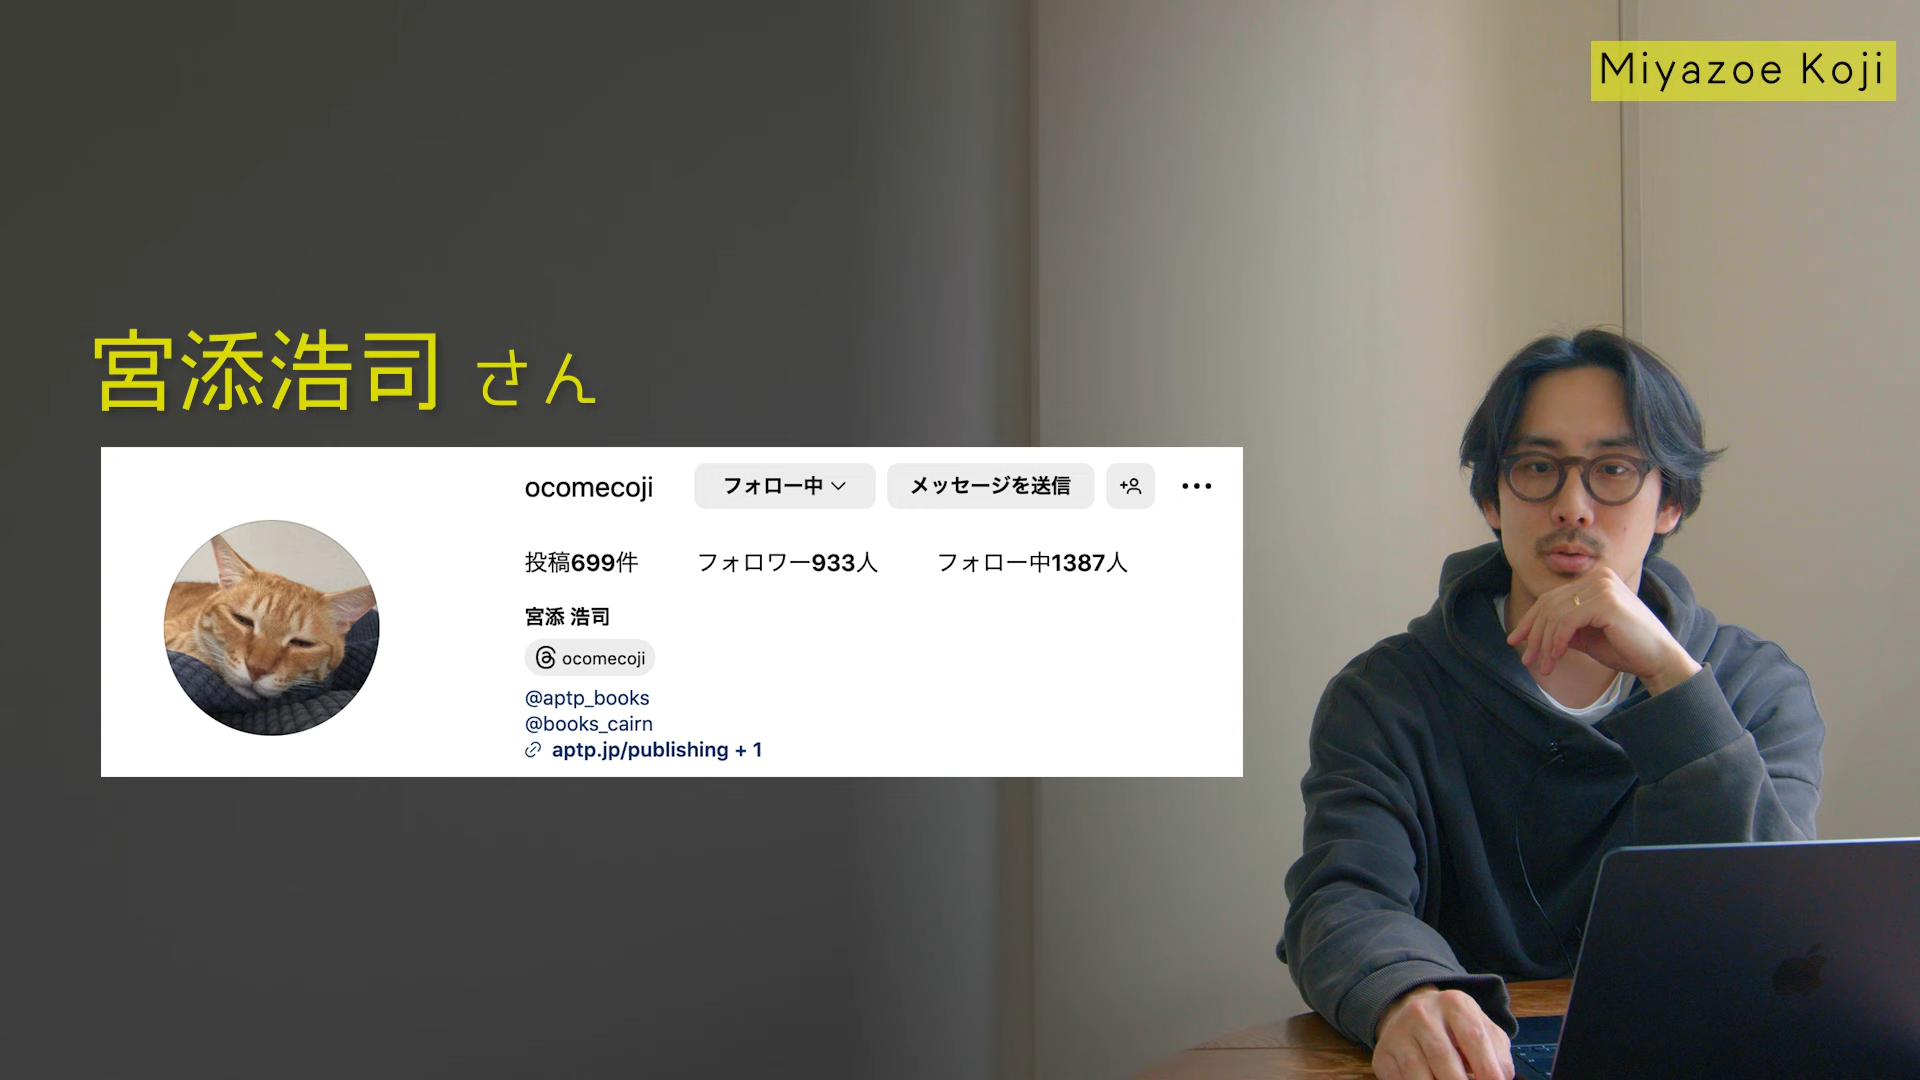 Miyazoe Koji
宮添浩司 さん
ocomecoji
フォロー中
メッセージを送信
投稿699件 フォロワー933人 フォロー中1387人
宮添 浩司
ocomecoji
@aptp_books
@books_cairn
aptp.jp/publishing + 1